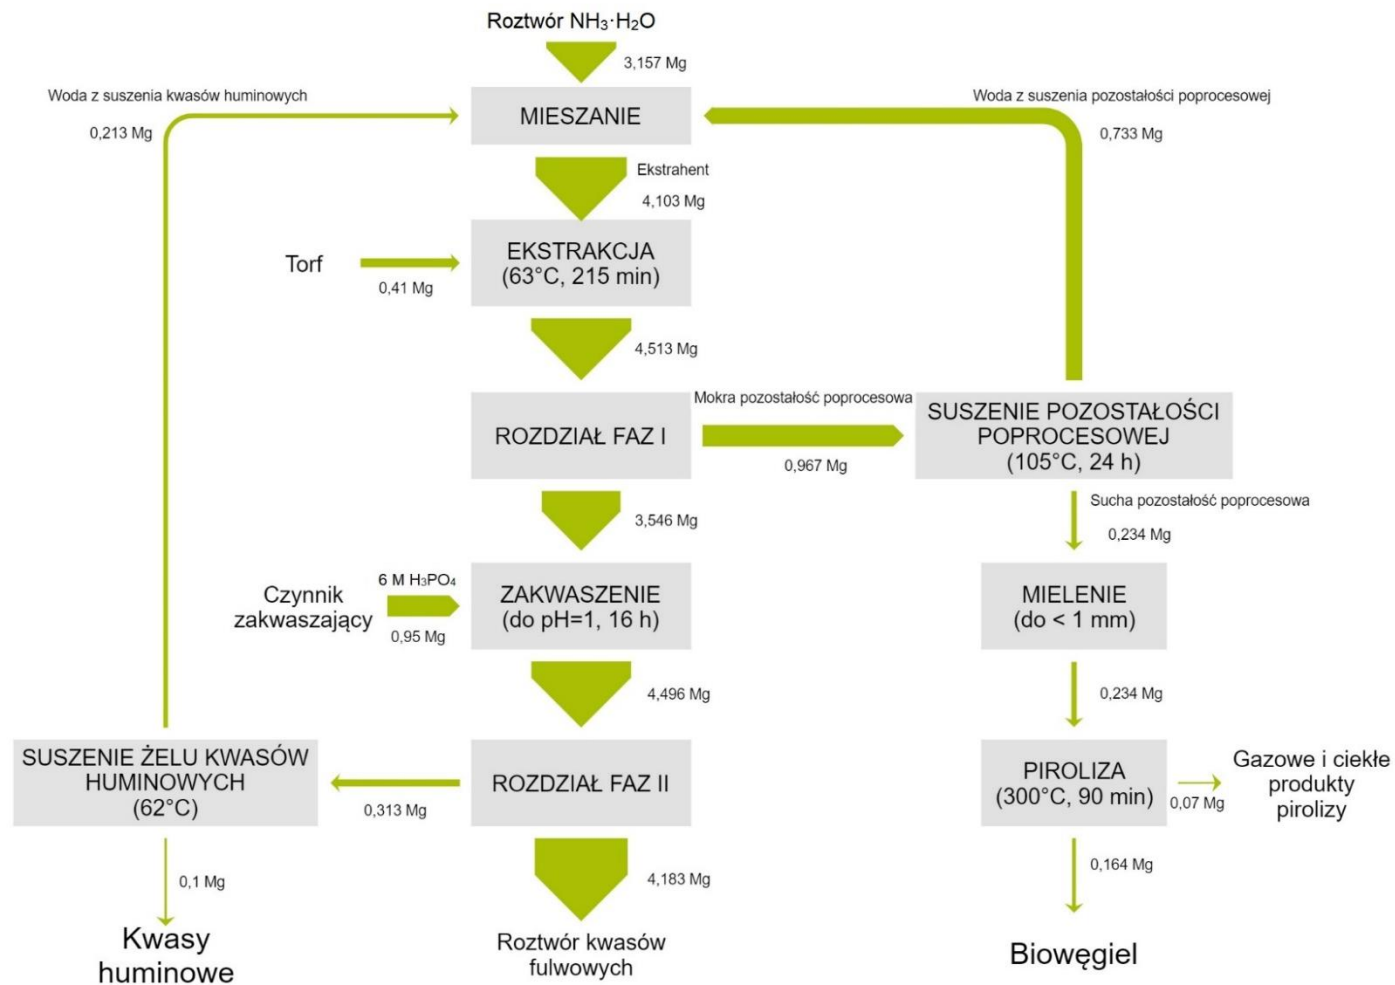 Roztwór NH₃·H₂O
3,157 Mg
Woda z suszenia kwasów huminowych
0,213 Mg
MIESZANIE
Woda z suszenia pozostałości poprocesowej
0,733 Mg
Ekstrahent
4,103 Mg
Torf
0,41 Mg
EKSTRAKCJA
(63°C, 215 min)
4,513 Mg
ROZDZIAŁ FAZ I
Mokra pozostałość poprocesowa
0,967 Mg
SUSZENIE POZOSTAŁOŚCI
POPROCESOWEJ
(105°C, 24 h)
3,546 Mg
Sucha pozostałość poprocesowa
0,234 Mg
Czynnik
zakwaszający
6 M H₃PO₄
0,95 Mg
ZAKWASZENIE
(do pH=1, 16 h)
MIELENIE
(do < 1 mm)
4,496 Mg
0,234 Mg
SUSZENIE ŻELU KWASÓW
HUMINOWYCH
(62°C)
0,313 Mg
ROZDZIAŁ FAZ II
PIROLIZA
(300°C, 90 min)
0,07 Mg
Gazowe i ciekłe
produkty
pirolizy
0,1 Mg
4,183 Mg
0,164 Mg
Kwasy
huminowe
Roztwór kwasów
fulwowych
Biowęgiel